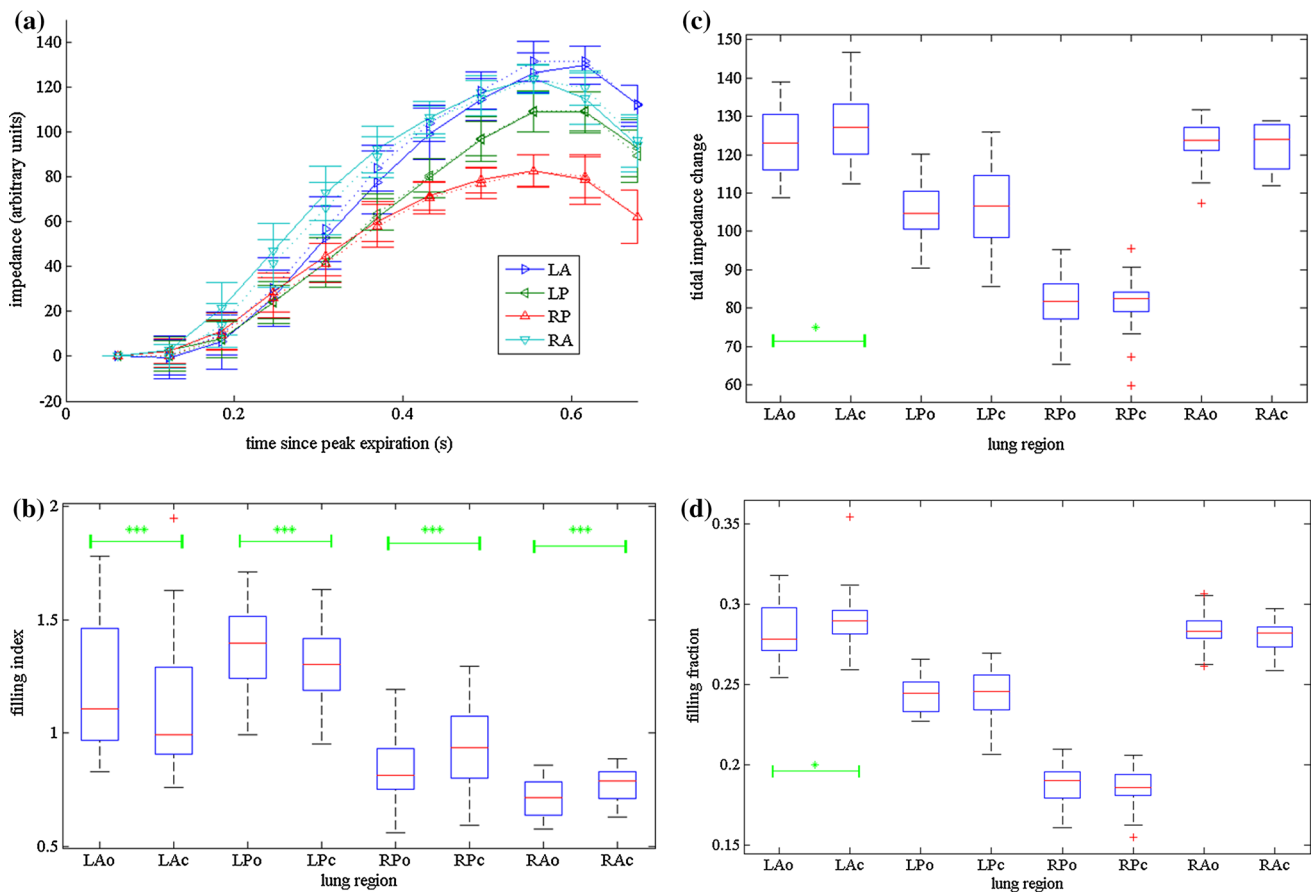 (a)
140
120
100
80
60
40
20
0
-20
impedance (arbitrary units)
0
0.2
0.4
0.6
time since peak expiration (s)
LA
LP
RP
RA
(c)
150
140
130
120
110
100
90
80
70
60
tidal impedance change
*
LAo LAc LPo LPc RPo RPc RAo RAc
lung region
(b)
2
1.5
1
0.5
filling index
*** *** *** ***
LAo LAc LPo LPc RPo RPc RAo RAc
lung region
(d)
0.35
0.3
0.25
0.2
0.15
filling fraction
*
LAo LAc LPo LPc RPo RPc RAo RAc
lung region